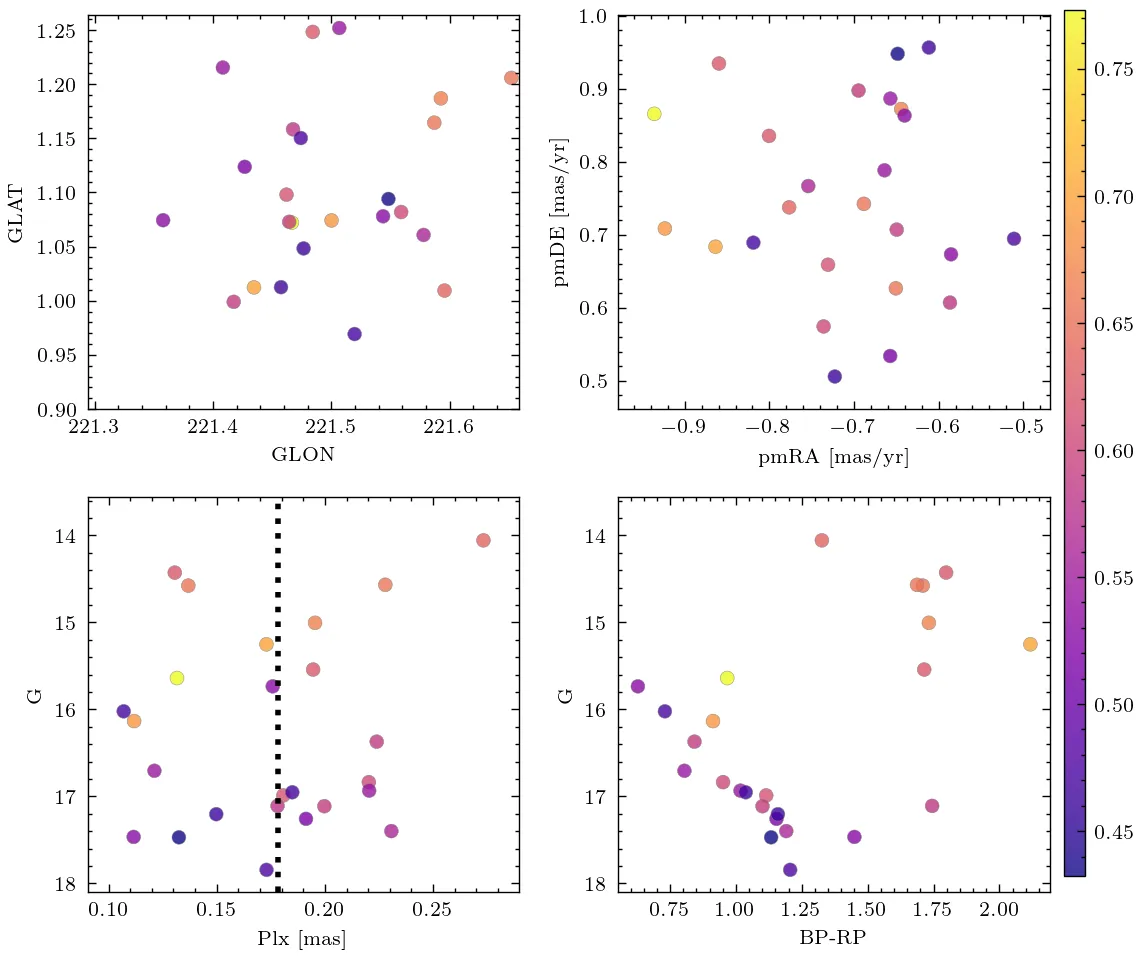 1.25
1.20
1.15
1.10
1.05
1.00
0.95
0.90
GLAT
221.3 221.4 221.5 221.6
GLON
1.0
0.9
0.8
0.7
0.6
0.5
pmDE [mas/yr]
−0.9 −0.8 −0.7 −0.6 −0.5
pmRA [mas/yr]
0.75
0.70
0.65
0.60
0.55
0.50
0.45
14
15
16
17
18
G
0.10 0.15 0.20 0.25
Plx [mas]
14
15
16
17
18
G
0.75 1.00 1.25 1.50 1.75 2.00
BP-RP